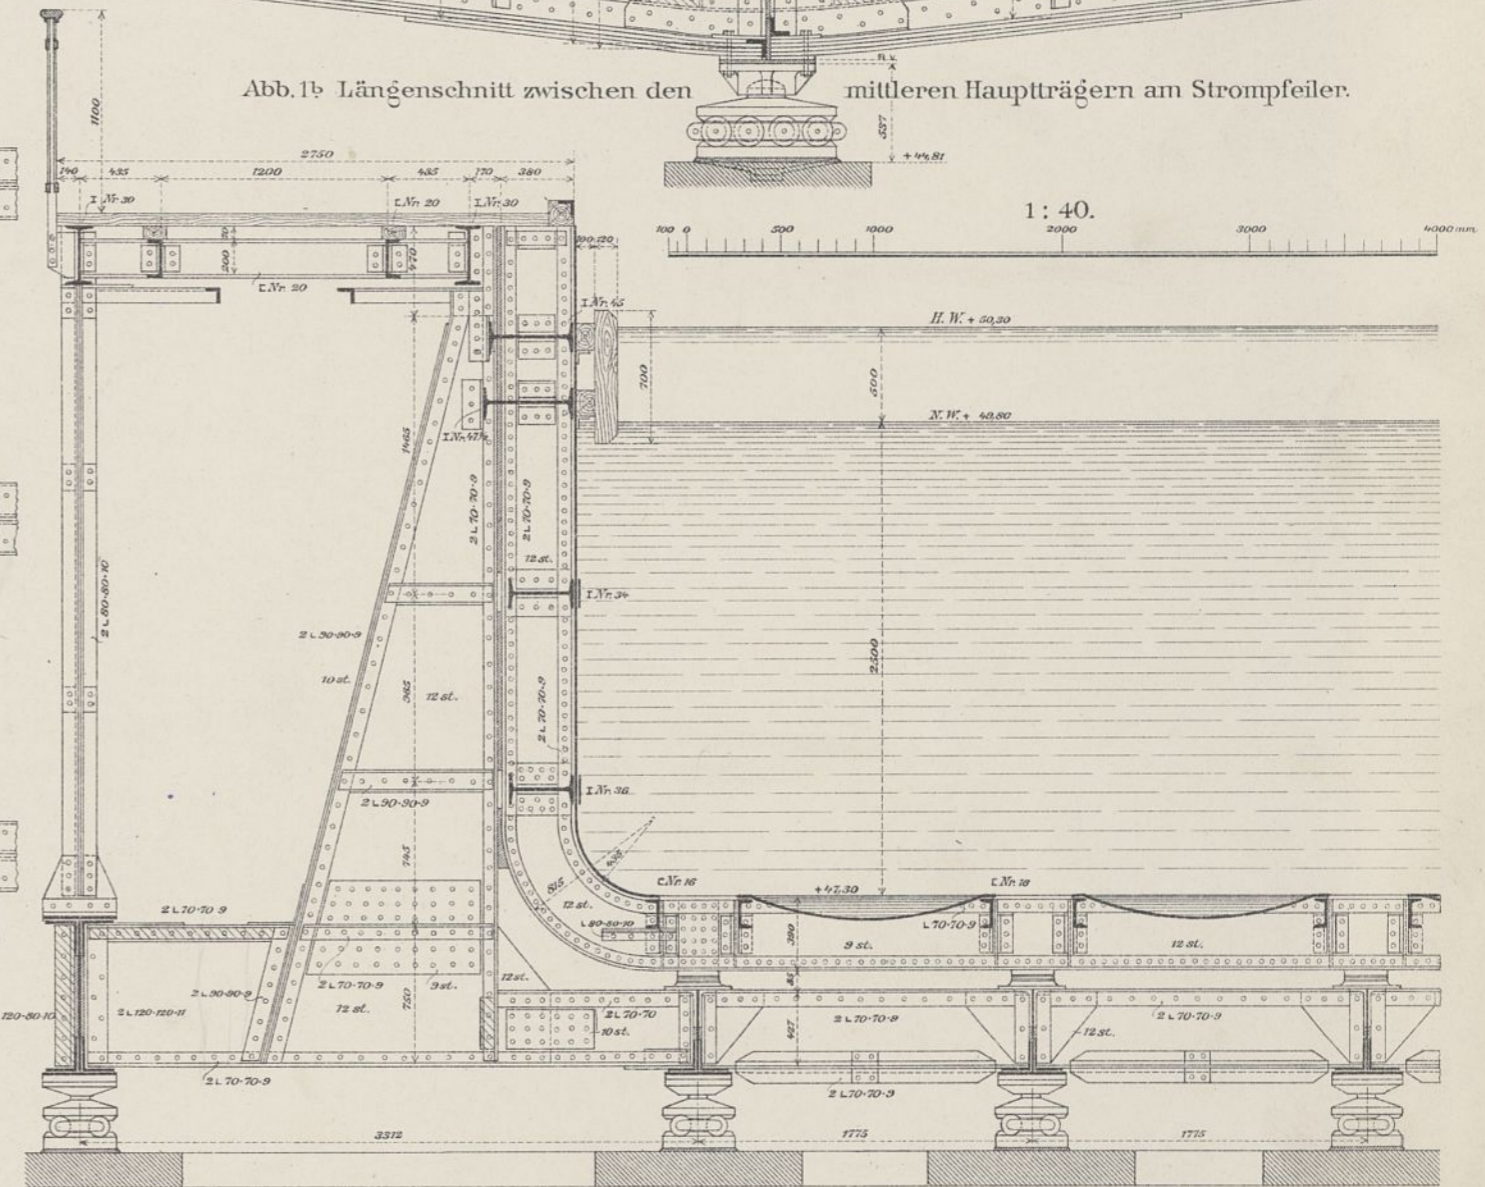 Abb. 1b Längenschnitt zwischen den mittleren Hauptträgern am Strompfeiler.
1100
537
+44,81
2750
140 435 1200 435 170 380
I Nr. 30
[ Nr. 20
I Nr. 30
1 : 40.
100 0 500 1000 2000 3000 4000 mm.
100 120
70
200
470
[ Nr. 20
I Nr. 45
H. W. + 50,30
700
500
N. W. + 49,80
I Nr. 47½
1465
2 L 70·70·9
2 L 70·70·9
12 st.
2 L 80·80·10
I Nr. 34
2 L 90·90·9
2500
10 st.
965
12 st.
2 L 70·70·9
I Nr. 36
2 L 90·90·9
745
815
[ Nr. 16
+47,30
[ Nr. 18
12 st.
2 L 70·70·9
L 80·80·10
390
L 70·70·9
9 st.
12 st.
85
12 st.
2 L 90·90·9
2 L 70·70·9
9 st.
750
120·80·10
2 L 120·120·11
12 st.
2 L 70·70
10 st.
427
2 L 70·70·9
12 st.
2 L 70·70·9
2 L 70·70·9
2 L 70·70·9
3312
1775
1775